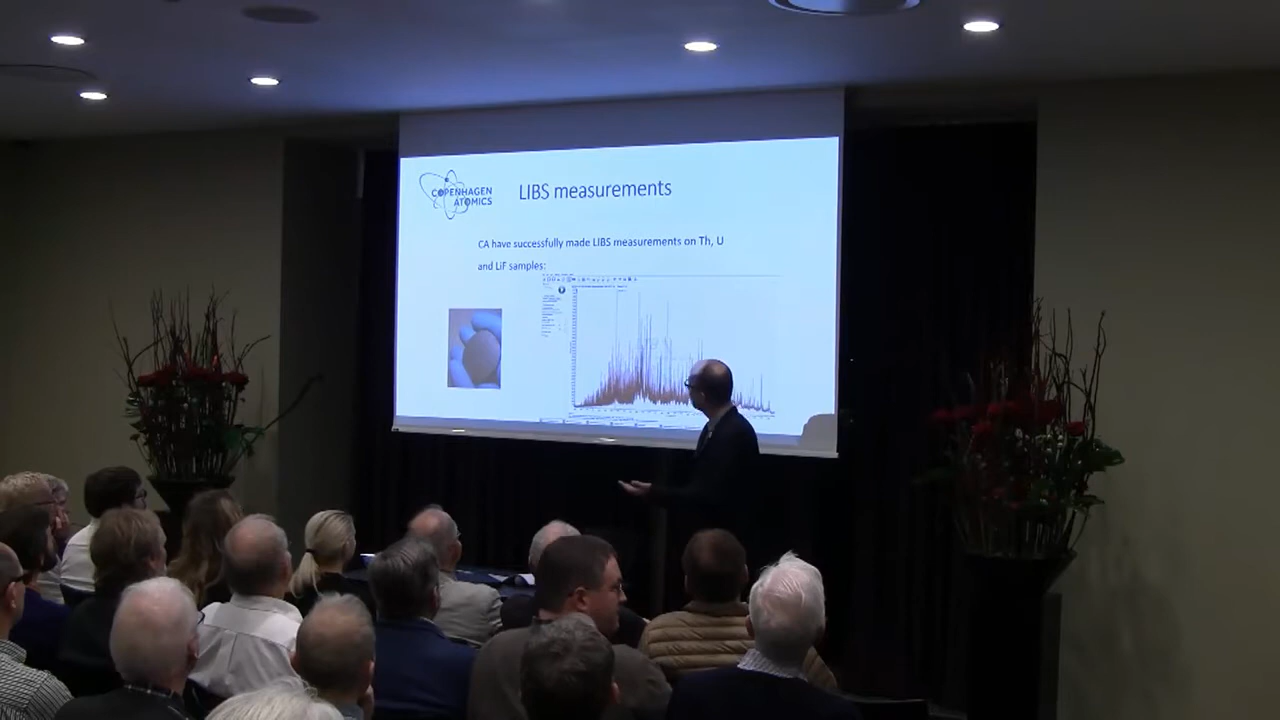 COPENHAGEN
ATOMICS
LIBS measurements
CA have successfully made LIBS measurements on Th, U
and LiF samples: